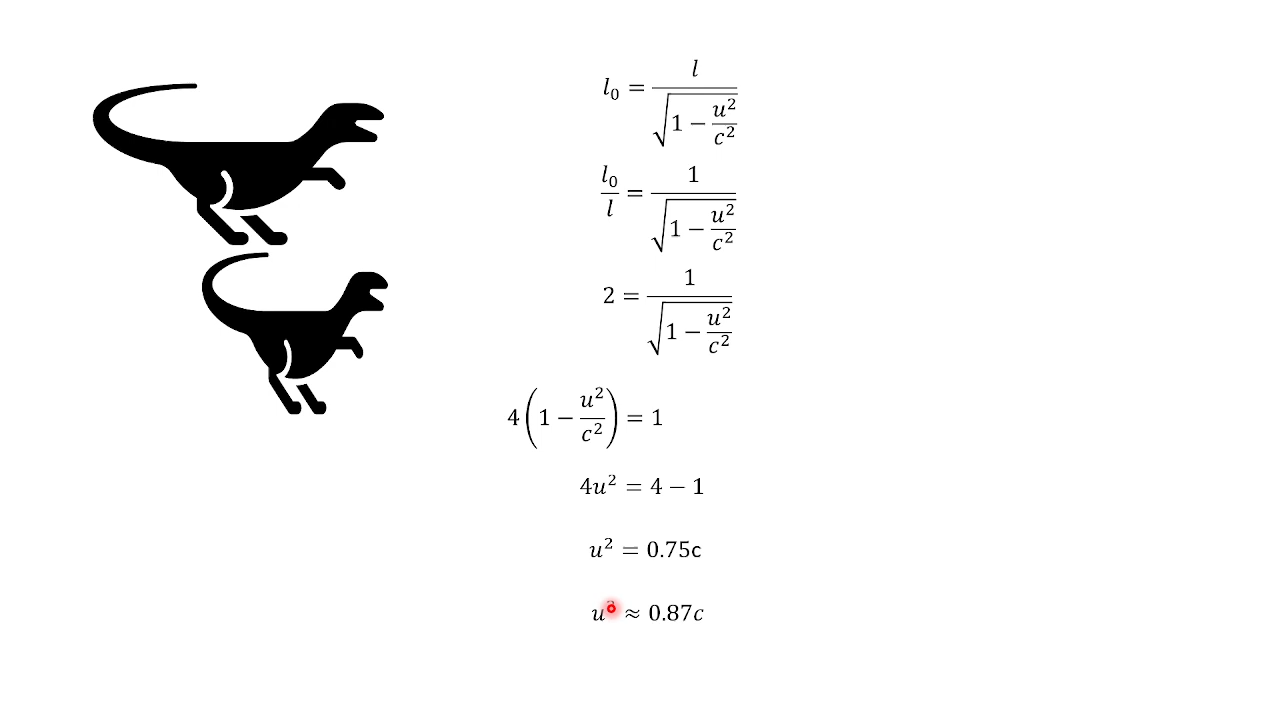 l₀ = l / √(1 − u²/c²)
l₀/l = 1 / √(1 − u²/c²)
2 = 1 / √(1 − u²/c²)
4(1 − u²/c²) = 1
4u² = 4 − 1
u² = 0.75c
u² ≈ 0.87c